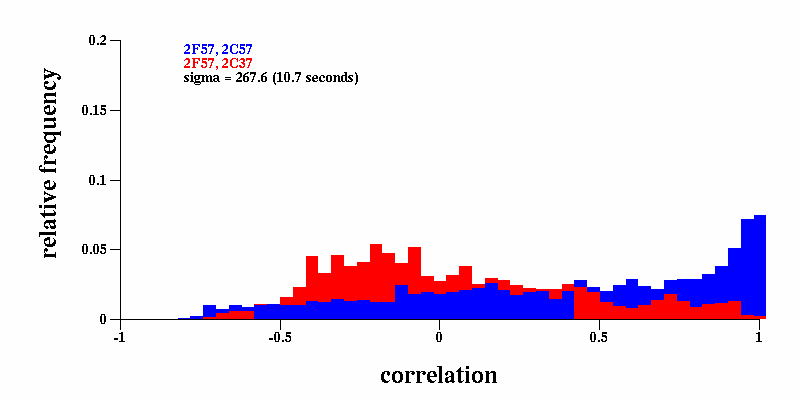 0.2
2F57, 2C57
2F57, 2C37
sigma = 267.6 (10.7 seconds)
0.15
relative frequency
0.1
0.05
0
-1
-0.5
0
0.5
1
correlation